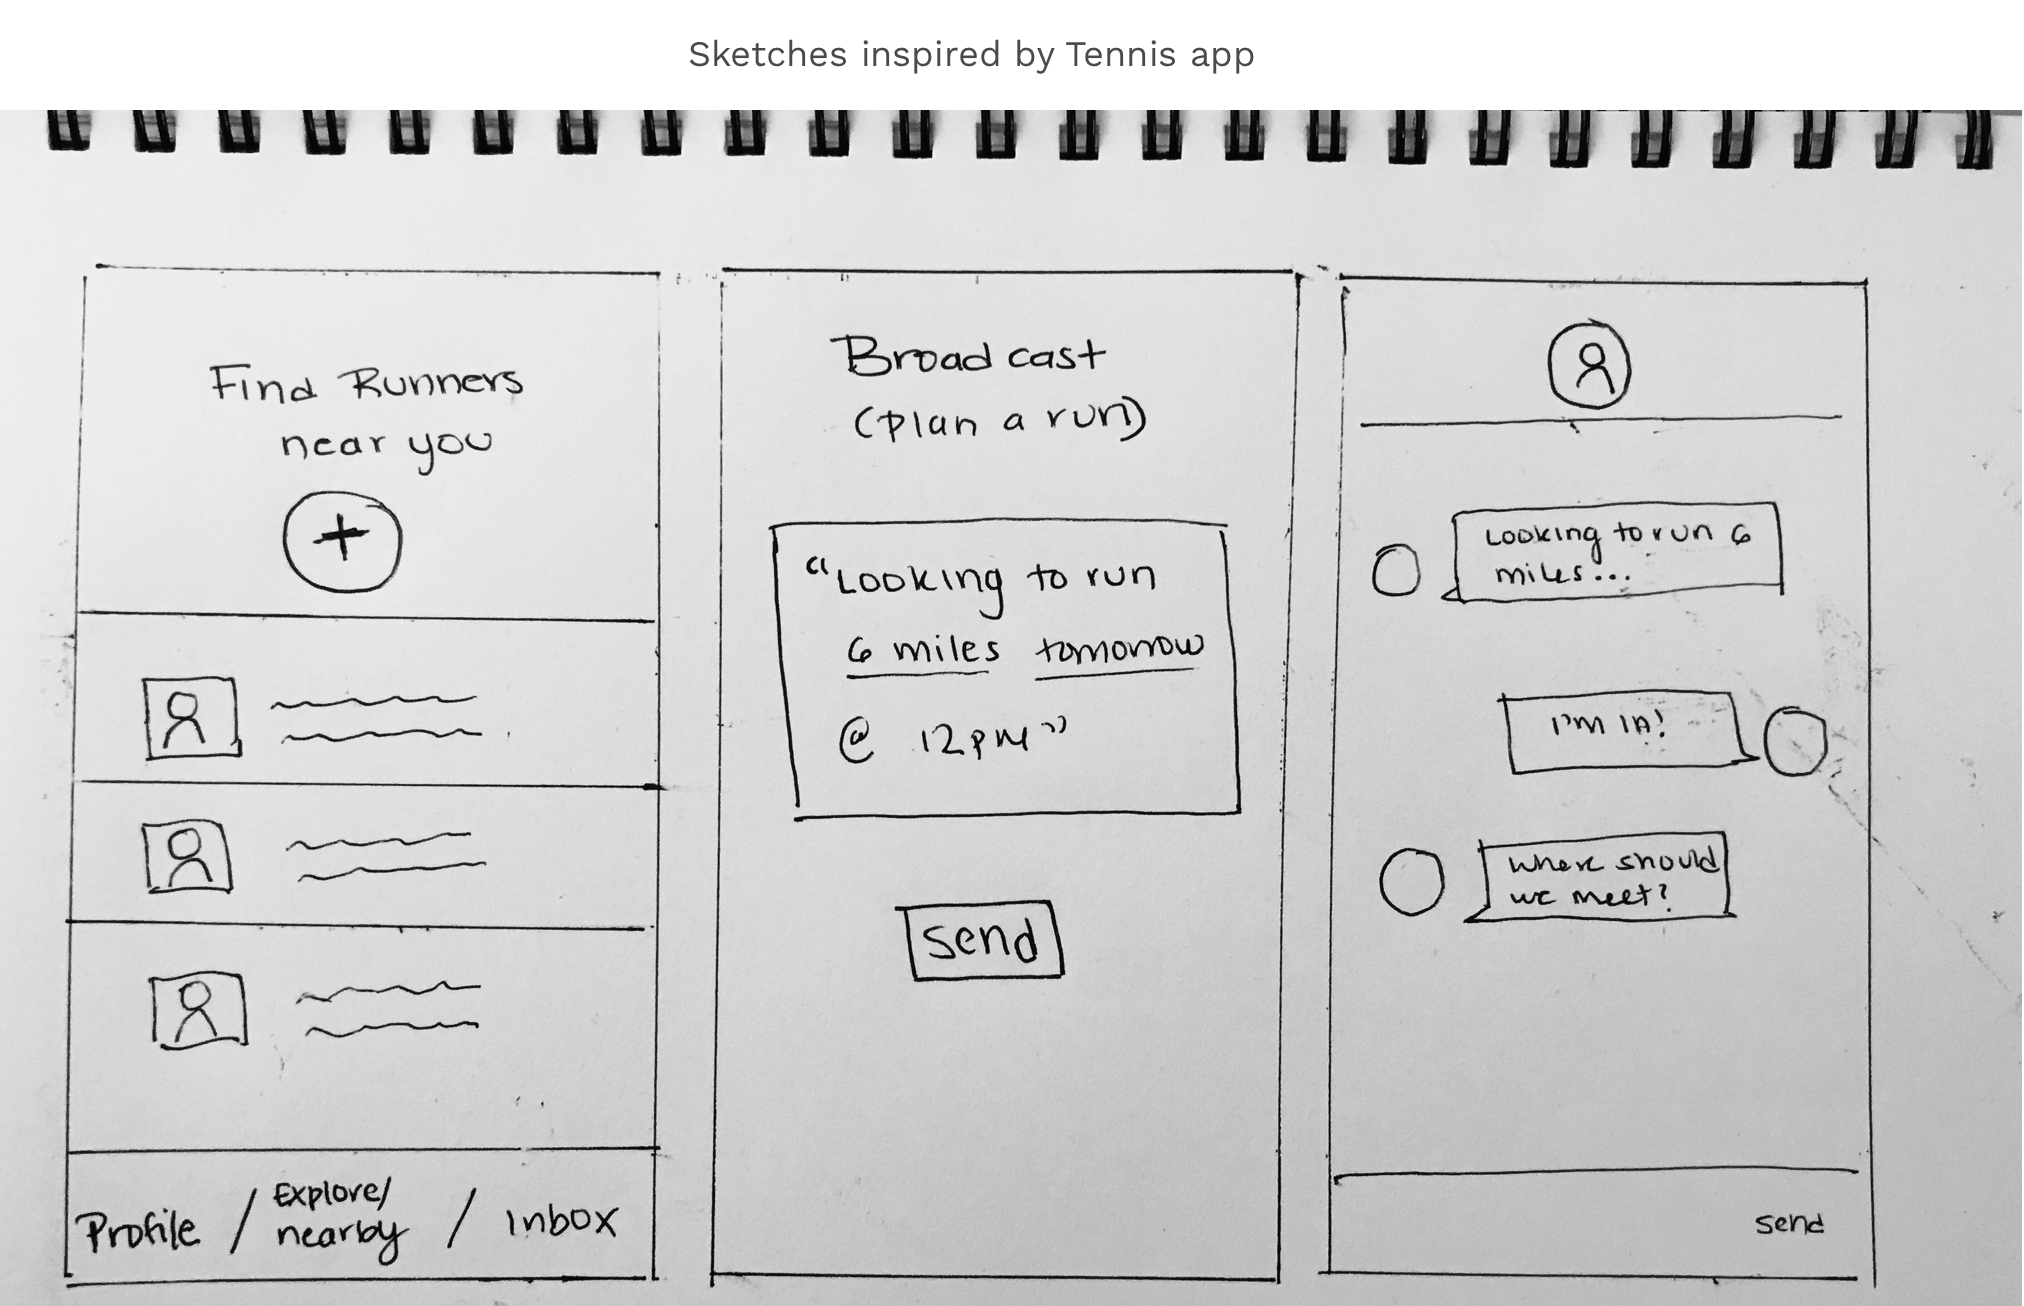 Sketches inspired by Tennis app
Find Runners
near you
+
Profile / Explore/
nearby / Inbox
Broadcast
(plan a run)
"Looking to run
6 miles tomorrow
@ 12pm"
send
Looking to run 6
miles...
I'm in!
Where should
we meet?
send